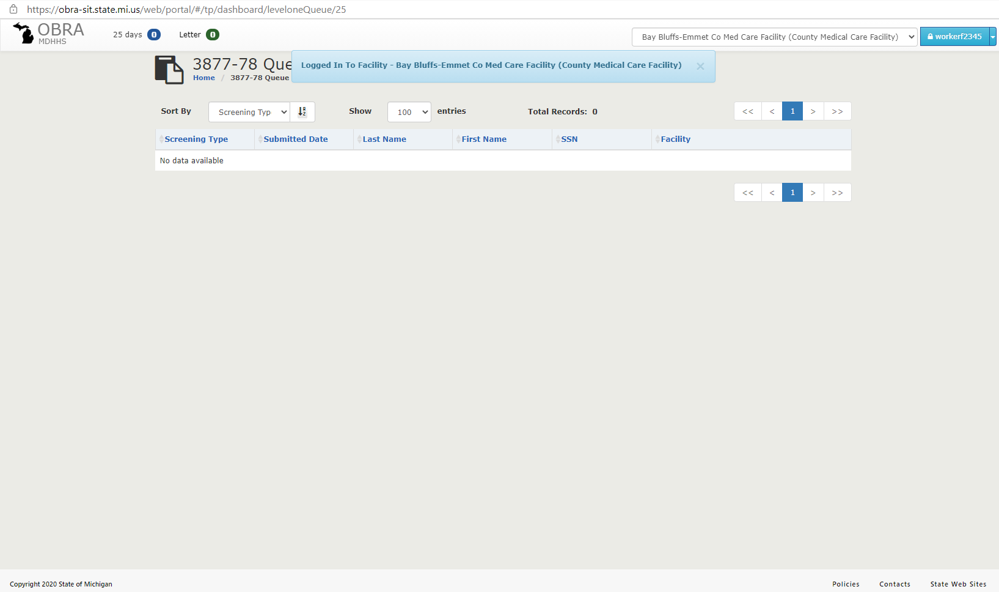 https://obra-sit.state.mi.us/web/portal/#/tp/dashboard/leveloneQueue/25
OBRA
MDHHS
25 days 0
Letter 0
Bay Bluffs-Emmet Co Med Care Facility (County Medical Care Facility)
workerf2345
3877-78 Que
Logged In To Facility - Bay Bluffs-Emmet Co Med Care Facility (County Medical Care Facility) ×
Home / 3877-78 Queue
Sort By Screening Typ Show 100 entries Total Records: 0 << < 1 > >>
Screening Type Submitted Date Last Name First Name SSN Facility
No data available
<< < 1 > >>
Copyright 2020 State of Michigan Policies Contacts State Web Sites